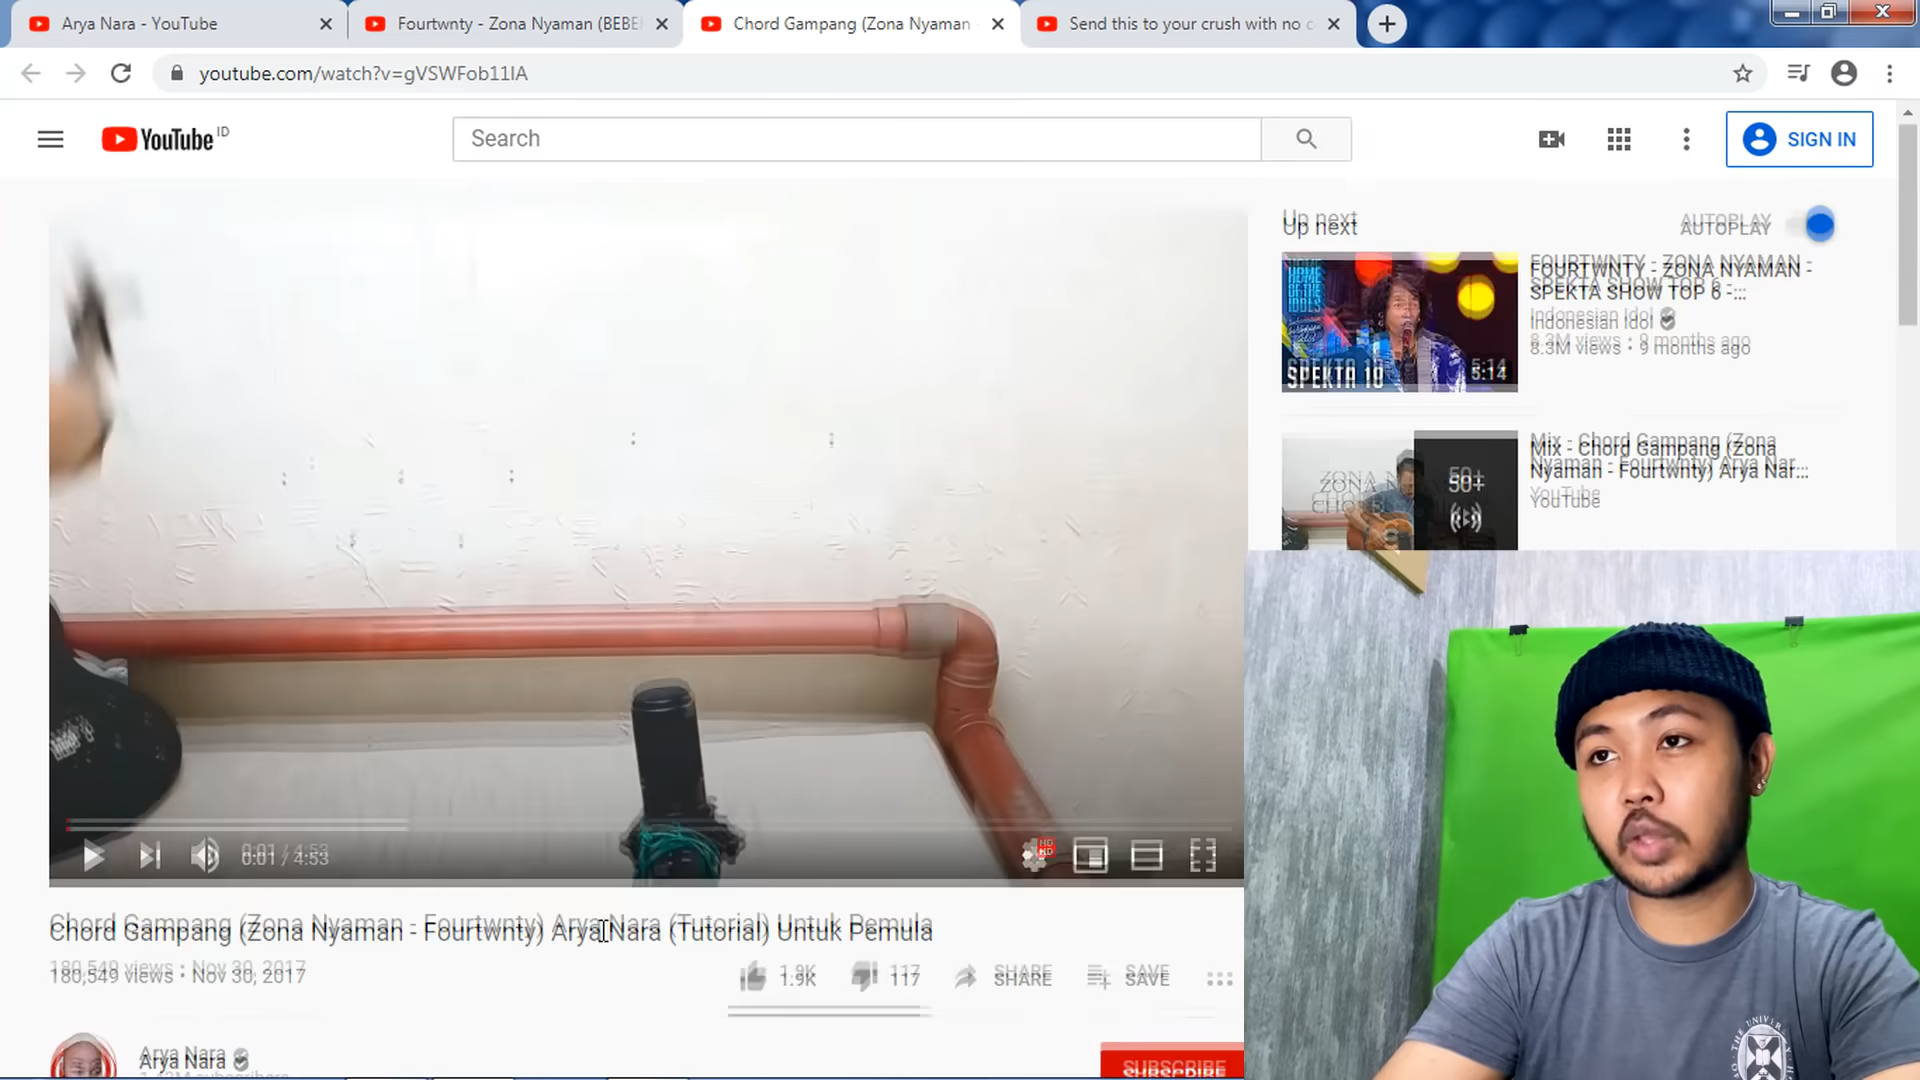 Arya Nara - YouTube
Fourtwnty - Zona Nyaman (BEBE
Chord Gampang (Zona Nyaman
Send this to your crush with no c
youtube.com/watch?v=gVSWFob11IA
YouTube ID
Search
SIGN IN
Up next
AUTOPLAY
FOURTWNTY - ZONA NYAMAN -
SPEKTA SHOW TOP 6 -...
Indonesian Idol
8.3M views • 9 months ago
SPEKTA 10
5:14
Mix - Chord Gampang (Zona
Nyaman - Fourtwnty) Arya Nar...
YouTube
50+
0:01 / 4:53
HD
Chord Gampang (Zona Nyaman - Fourtwnty) Arya Nara (Tutorial) Untuk Pemula
180,549 views • Nov 30, 2017
1.9K
117
SHARE
SAVE
Arya Nara
SUBSCRIBE